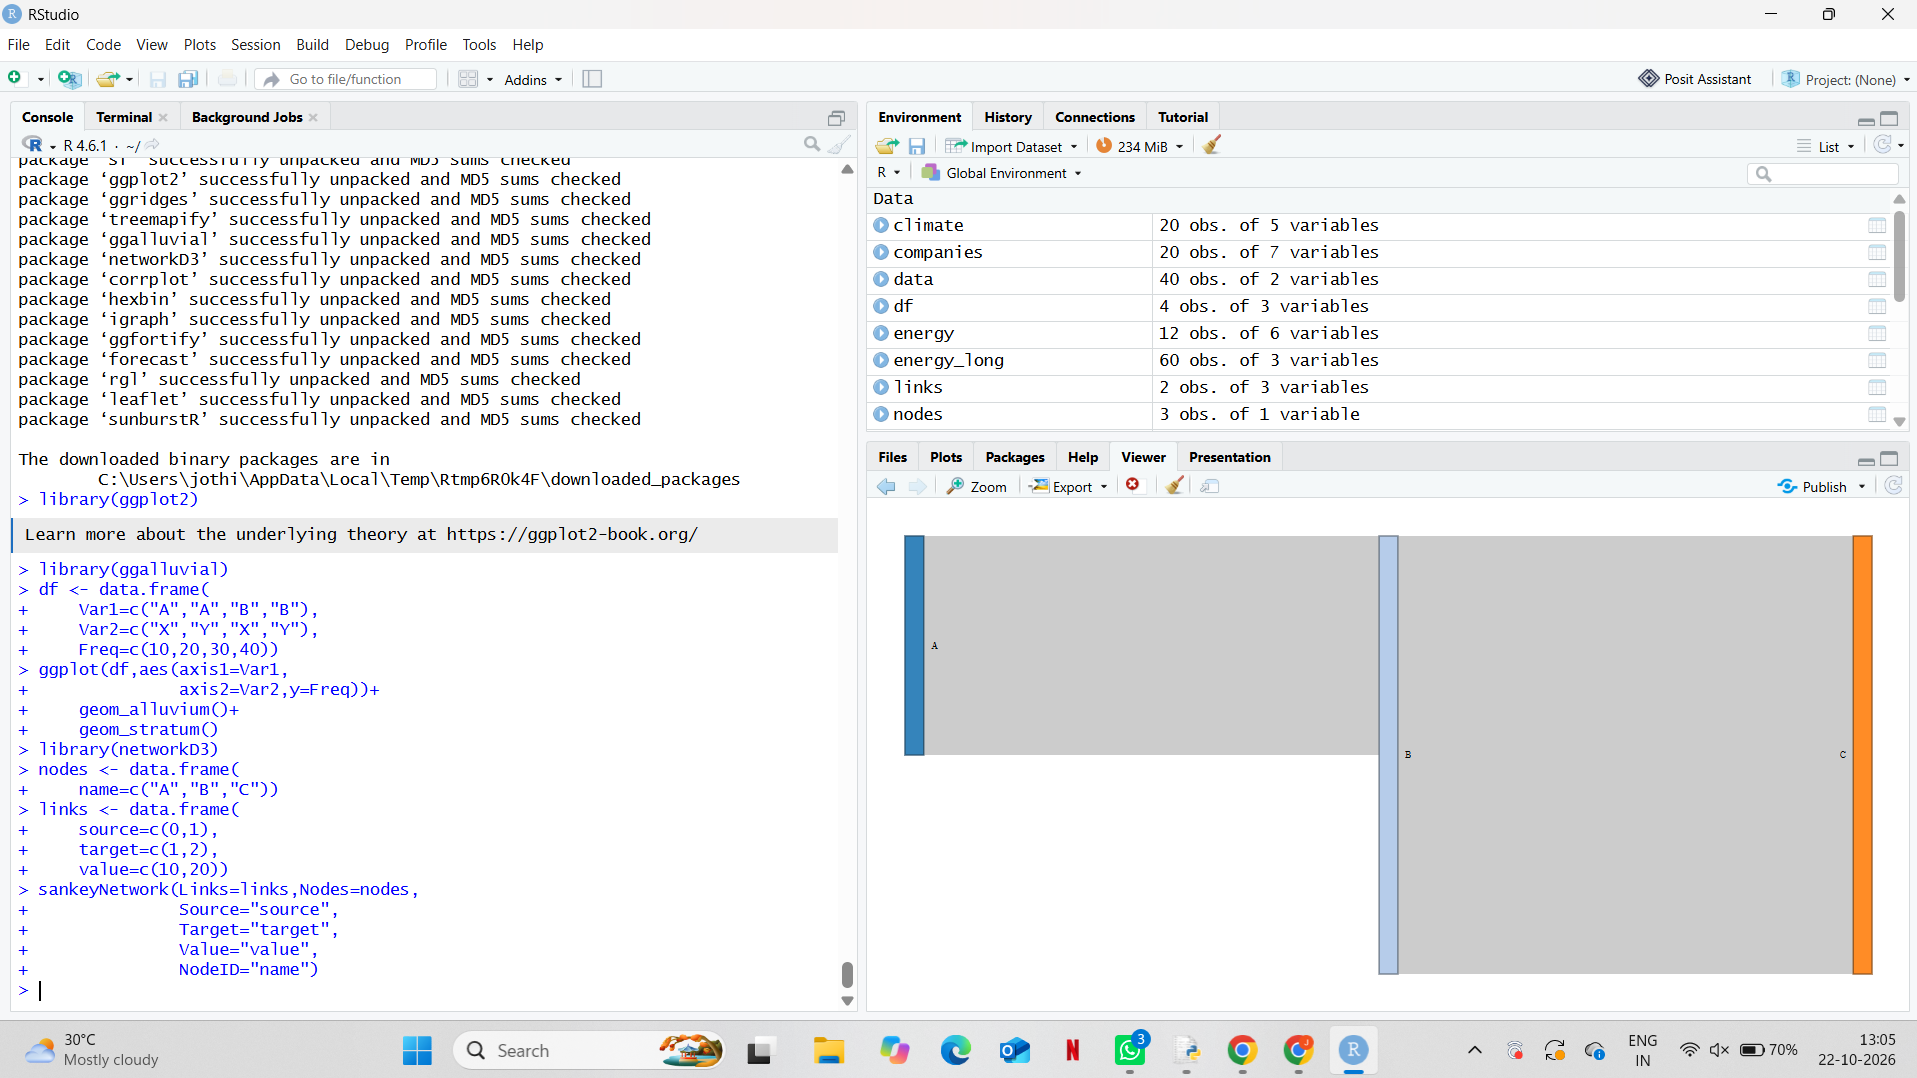 RStudio
File Edit Code View Plots Session Build Debug Profile Tools Help
Go to file/function Addins Posit Assistant Project: (None)
Console Terminal Background Jobs
R 4.6.1 · ~/
package ‘sf’ successfully unpacked and MD5 sums checked
package ‘ggplot2’ successfully unpacked and MD5 sums checked
package ‘ggridges’ successfully unpacked and MD5 sums checked
package ‘treemapify’ successfully unpacked and MD5 sums checked
package ‘ggalluvial’ successfully unpacked and MD5 sums checked
package ‘networkD3’ successfully unpacked and MD5 sums checked
package ‘corrplot’ successfully unpacked and MD5 sums checked
package ‘hexbin’ successfully unpacked and MD5 sums checked
package ‘igraph’ successfully unpacked and MD5 sums checked
package ‘ggfortify’ successfully unpacked and MD5 sums checked
package ‘forecast’ successfully unpacked and MD5 sums checked
package ‘rgl’ successfully unpacked and MD5 sums checked
package ‘leaflet’ successfully unpacked and MD5 sums checked
package ‘sunburstR’ successfully unpacked and MD5 sums checked
The downloaded binary packages are in
C:\Users\jothi\AppData\Local\Temp\Rtmp6R0k4F\downloaded_packages
> library(ggplot2)
Learn more about the underlying theory at https://ggplot2-book.org/
> library(ggalluvial)
> df <- data.frame(
+ Var1=c("A","A","B","B"),
+ Var2=c("X","Y","X","Y"),
+ Freq=c(10,20,30,40))
> ggplot(df,aes(axis1=Var1,
+ axis2=Var2,y=Freq))+
+ geom_alluvium()+
+ geom_stratum()
> library(networkD3)
> nodes <- data.frame(
+ name=c("A","B","C"))
> links <- data.frame(
+ source=c(0,1),
+ target=c(1,2),
+ value=c(10,20))
> sankeyNetwork(Links=links,Nodes=nodes,
+ Source="source",
+ Target="target",
+ Value="value",
+ NodeID="name")
>
Environment History Connections Tutorial
Import Dataset 234 MiB List
R Global Environment
Data
climate 20 obs. of 5 variables
companies 20 obs. of 7 variables
data 40 obs. of 2 variables
df 4 obs. of 3 variables
energy 12 obs. of 6 variables
energy_long 60 obs. of 3 variables
links 2 obs. of 3 variables
nodes 3 obs. of 1 variable
Files Plots Packages Help Viewer Presentation
Zoom Export Publish
A
B
C
30°C
Mostly cloudy
Search
3
ENG
IN
70%
13:05
22-10-2026